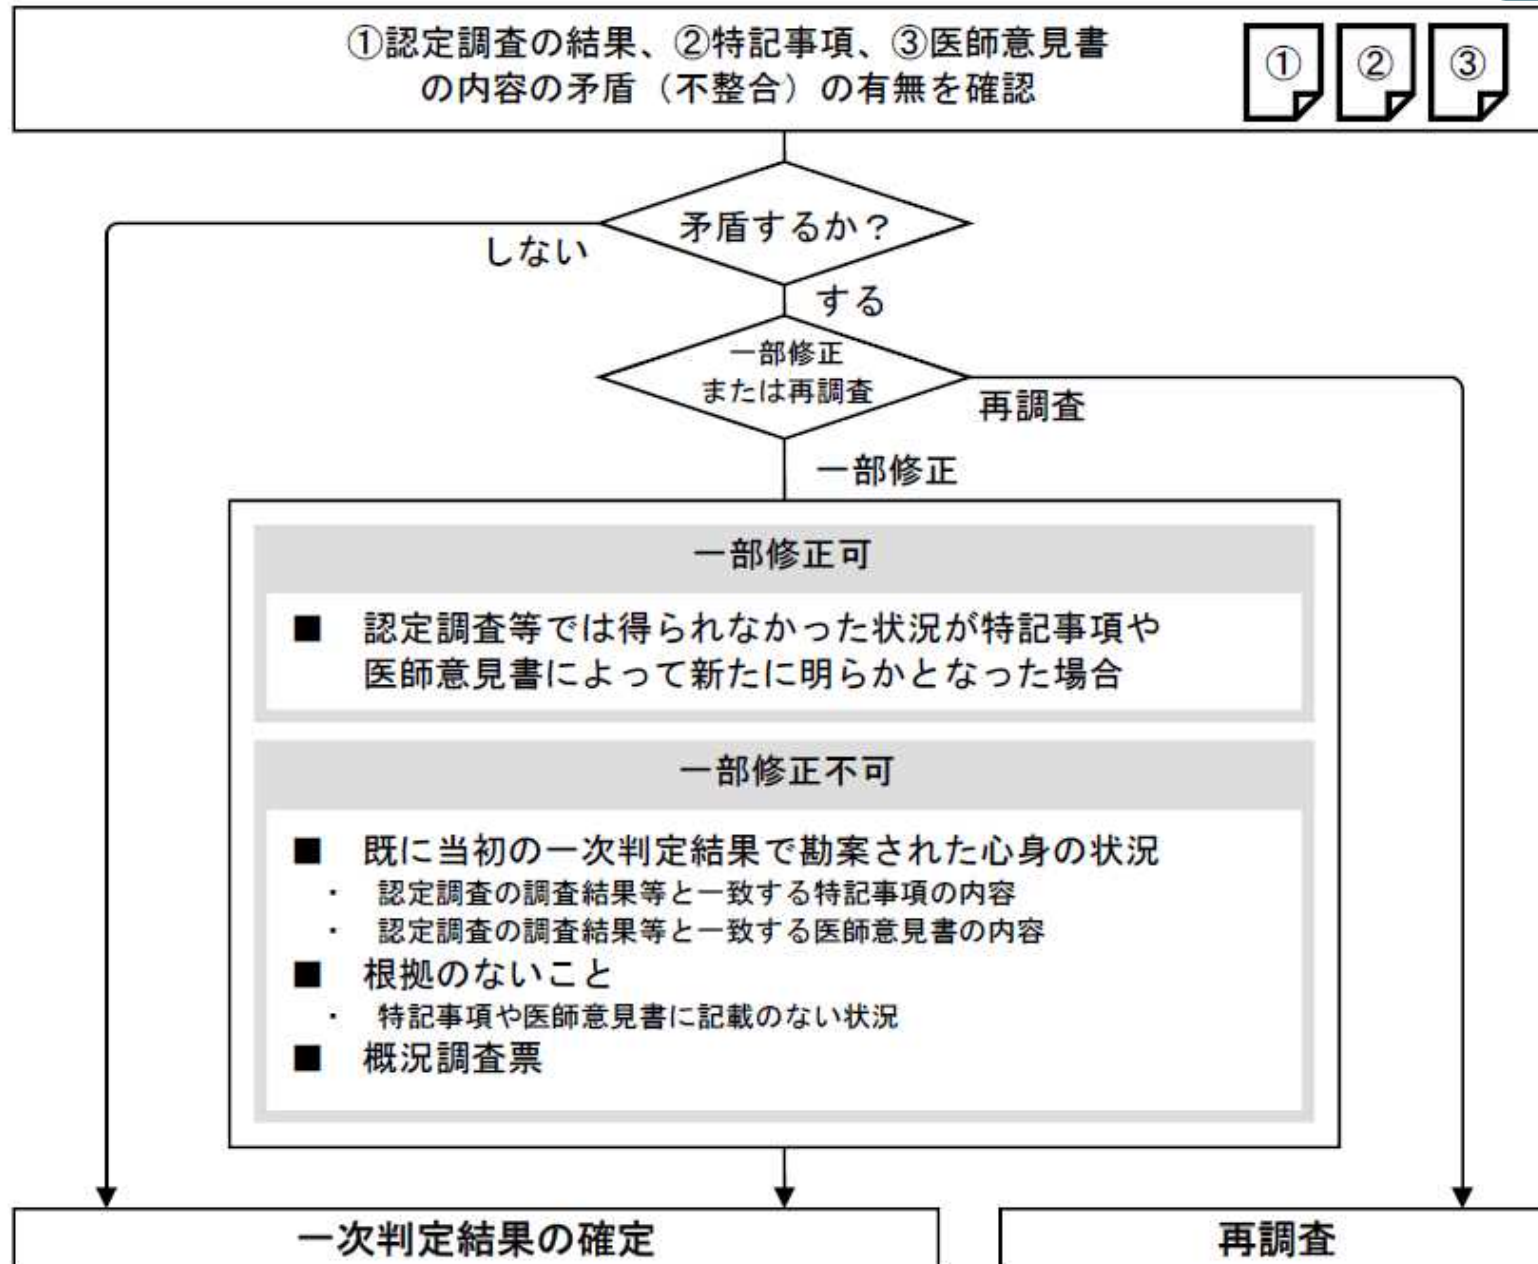 ①認定調査の結果、②特記事項、③医師意見書
の内容の矛盾（不整合）の有無を確認
①
②
③
矛盾するか？
しない
する
一部修正
または再調査
再調査
一部修正
一部修正可
■ 認定調査等では得られなかった状況が特記事項や
医師意見書によって新たに明らかとなった場合
一部修正不可
■ 既に当初の一次判定結果で勘案された心身の状況
・ 認定調査の調査結果等と一致する特記事項の内容
・ 認定調査の調査結果等と一致する医師意見書の内容
■ 根拠のないこと
・ 特記事項や医師意見書に記載のない状況
■ 概況調査票
一次判定結果の確定
再調査